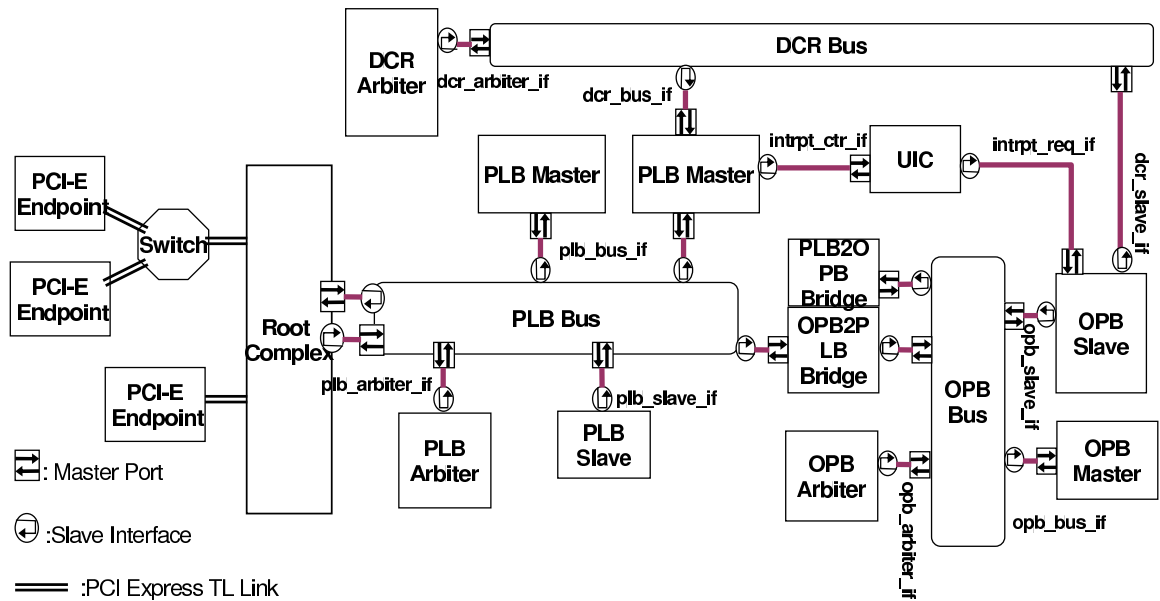 DCR Bus
DCR
Arbiter
dcr_arbiter_if
dcr_bus_if
intrpt_ctr_if
UIC
intrpt_req_if
dcr_slave_if
PLB Master
PLB Master
plb_bus_if
PCI-E
Endpoint
Switch
PCI-E
Endpoint
Root
Complex
PLB Bus
PLB2O
PB
Bridge
OPB2P
LB
Bridge
OPB
Slave
opb_slave_if
plb_arbiter_if
plb_slave_if
PCI-E
Endpoint
PLB
Arbiter
PLB
Slave
OPB
Bus
OPB
Arbiter
OPB
Master
opb_arbiter_if
opb_bus_if
: Master Port
:Slave Interface
:PCI Express TL Link